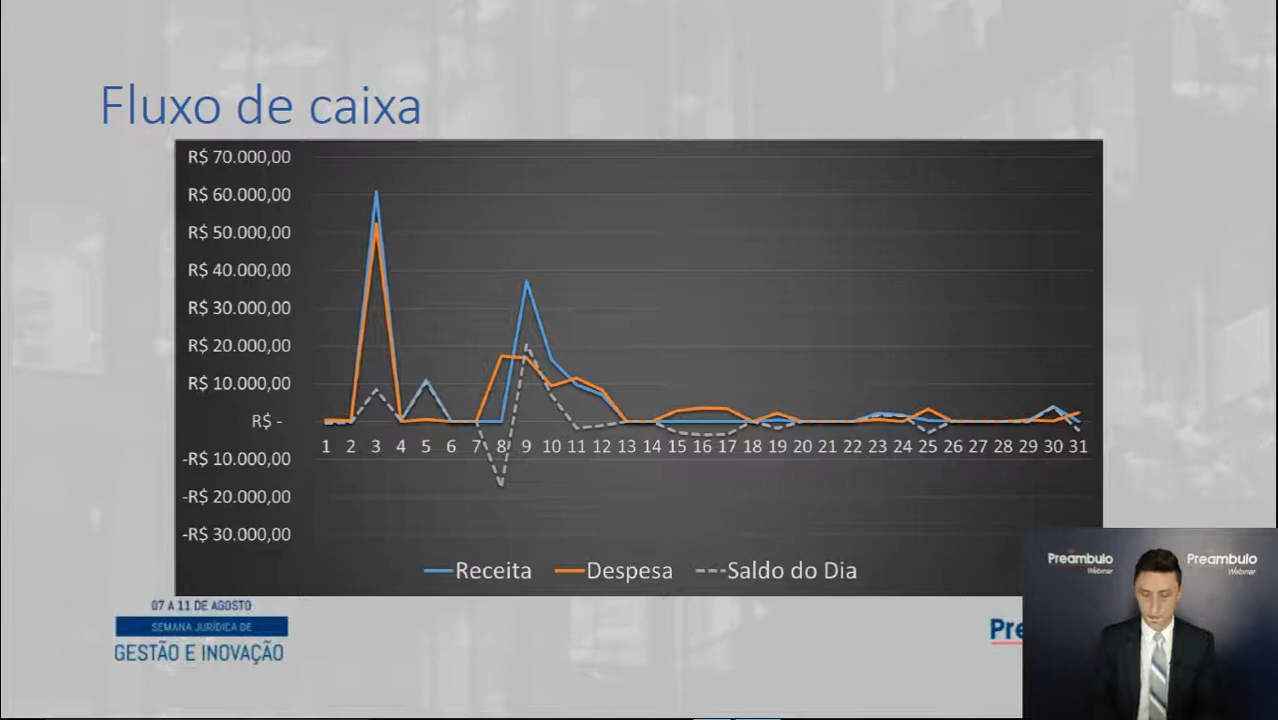 Fluxo de caixa
R$ 70.000,00
R$ 60.000,00
R$ 50.000,00
R$ 40.000,00
R$ 30.000,00
R$ 20.000,00
R$ 10.000,00
R$ -
1 2 3 4 5 6 7 8 9 10 11 12 13 14 15 16 17 18 19 20 21 22 23 24 25 26 27 28 29 30 31
-R$ 10.000,00
-R$ 20.000,00
-R$ 30.000,00
Receita Despesa Saldo do Dia
07 A 11 DE AGOSTO
SEMANA JURÍDICA DE
GESTÃO E INOVAÇÃO
Pre
Preambulo Preambulo
Webinar Webinar